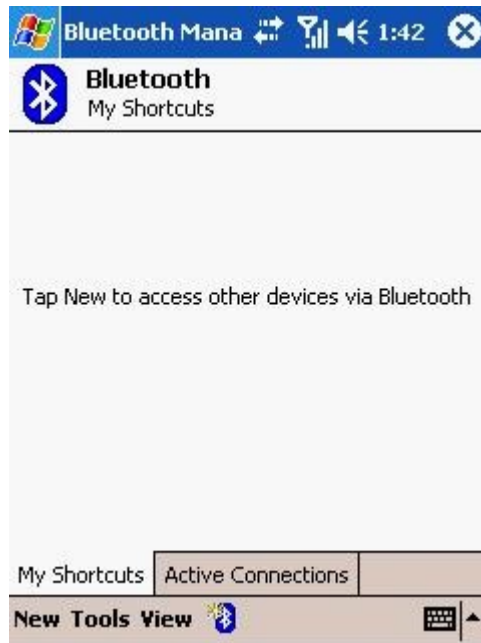 Bluetooth Mana 1:42
Bluetooth
My Shortcuts
Tap New to access other devices via Bluetooth
My Shortcuts Active Connections
New Tools View